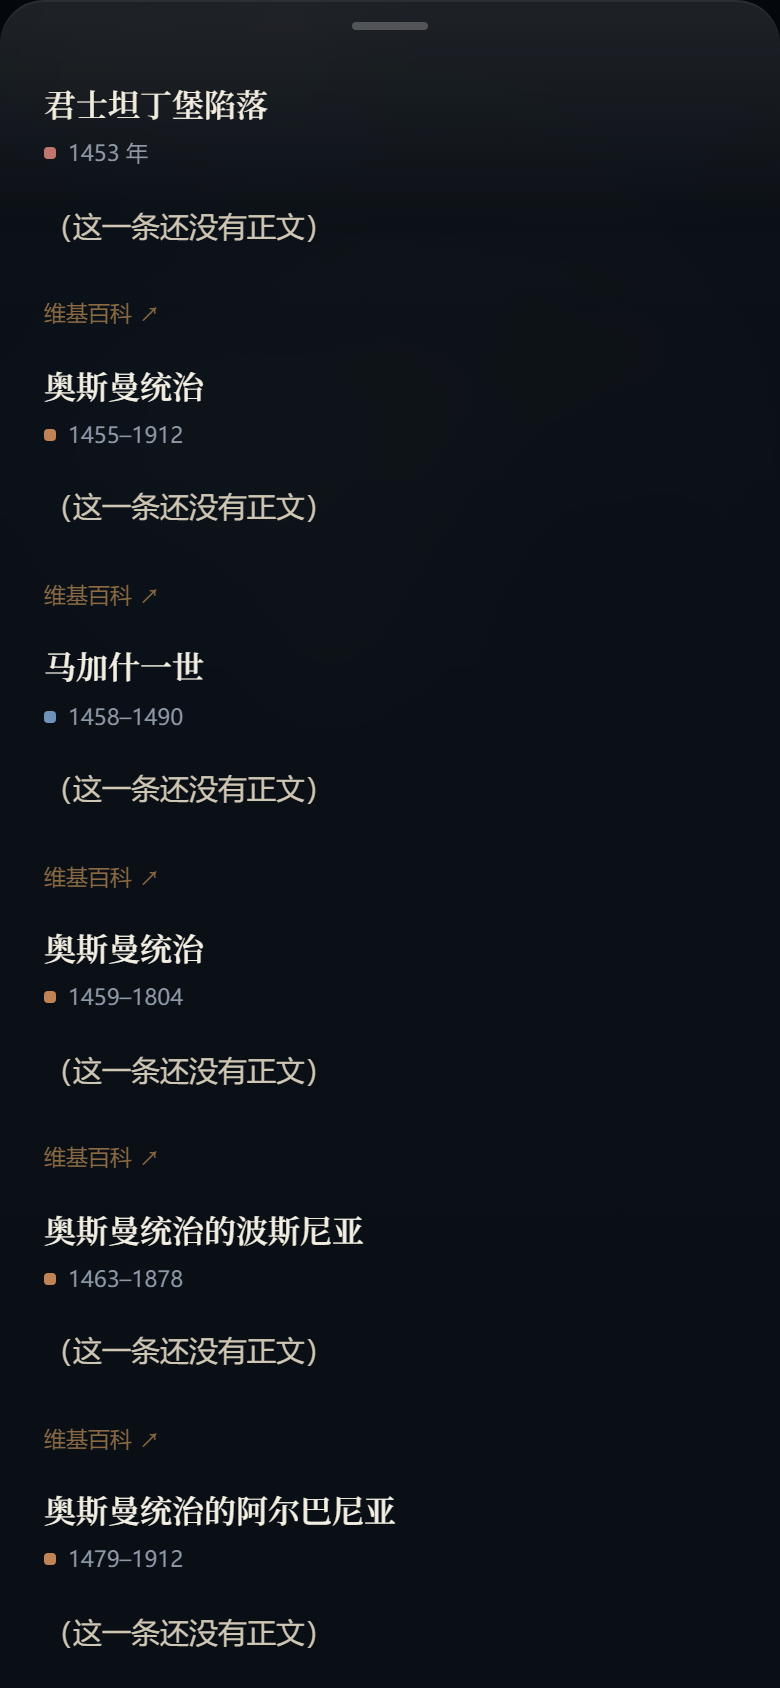 君士坦丁堡陷落
1453 年
（这一条还没有正文）
维基百科 ↗
奥斯曼统治
1455–1912
（这一条还没有正文）
维基百科 ↗
马加什一世
1458–1490
（这一条还没有正文）
维基百科 ↗
奥斯曼统治
1459–1804
（这一条还没有正文）
维基百科 ↗
奥斯曼统治的波斯尼亚
1463–1878
（这一条还没有正文）
维基百科 ↗
奥斯曼统治的阿尔巴尼亚
1479–1912
（这一条还没有正文）